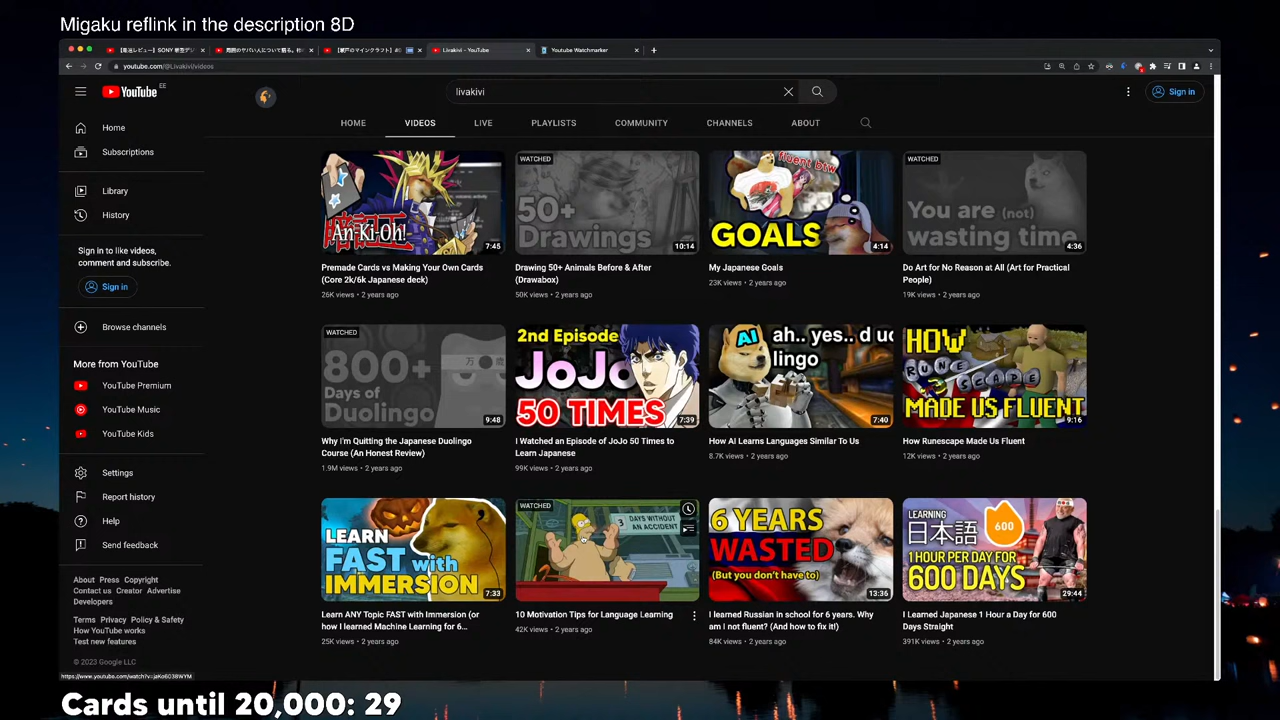 Migaku reflink in the description 8D
Livakivi - YouTube
Youtube Watchmarker
youtube.com/@Livakivi/videos
YouTube EE
livakivi
Sign in
HOME VIDEOS LIVE PLAYLISTS COMMUNITY CHANNELS ABOUT
Home
Subscriptions
Library
History
Sign in to like videos,
comment and subscribe.
Sign in
Browse channels
More from YouTube
YouTube Premium
YouTube Music
YouTube Kids
Settings
Report history
Help
Send feedback
About Press Copyright
Contact us Creator Advertise
Developers
Terms Privacy Policy & Safety
How YouTube works
Test new features
© 2023 Google LLC
An-Ki-Oh!
7:45
Premade Cards vs Making Your Own Cards
(Core 2k/6k Japanese deck)
26K views • 2 years ago
WATCHED
50+
Drawings
10:14
Drawing 50+ Animals Before & After
(Drawabox)
50K views • 2 years ago
fluent btw
GOALS
4:14
My Japanese Goals
23K views • 2 years ago
WATCHED
You are (not)
wasting time
4:36
Do Art for No Reason at All (Art for Practical
People)
19K views • 2 years ago
WATCHED
800+
Days of
Duolingo
万 歳
9:48
Why I'm Quitting the Japanese Duolingo
Course (An Honest Review)
1.9M views • 2 years ago
2nd Episode
JoJo
50 TIMES
7:39
I Watched an Episode of JoJo 50 Times to
Learn Japanese
99K views • 2 years ago
AI
ah.. yes.. d uo
lingo
7:40
How AI Learns Languages Similar To Us
8.7K views • 2 years ago
HOW
RUNESCAPE
MADE US FLUENT
9:16
How Runescape Made Us Fluent
12K views • 2 years ago
LEARN
FAST with
IMMERSION
7:33
Learn ANY Topic FAST with Immersion (or
how I learned Machine Learning for 6...
25K views • 2 years ago
WATCHED
3 DAYS WITHOUT
AN ACCIDENT
10 Motivation Tips for Language Learning
42K views • 2 years ago
6 YEARS
WASTED
(But you don't have to)
13:36
I learned Russian in school for 6 years. Why
am I not fluent? (And how to fix it!)
84K views • 2 years ago
LEARNING
日本語
600
1 HOUR PER DAY FOR
600 DAYS
29:44
I Learned Japanese 1 Hour a Day for 600
Days Straight
391K views • 2 years ago
Cards until 20,000: 29